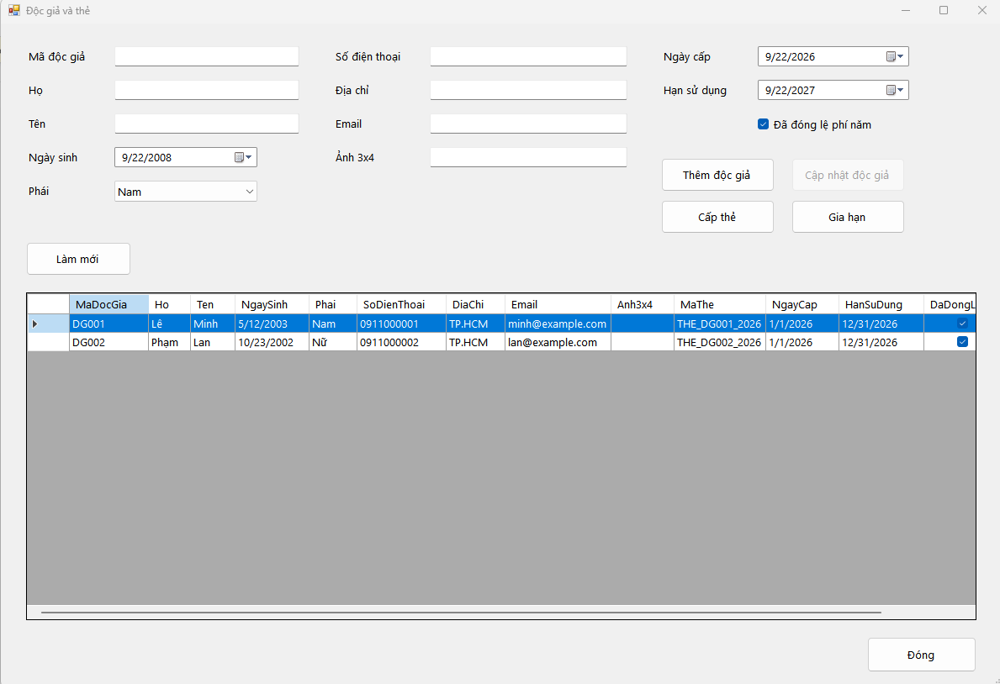 Độc giả và thẻ
Mã độc giả
Số điện thoại
Ngày cấp 9/22/2026
Họ
Địa chỉ
Hạn sử dụng 9/22/2027
Tên
Email
Đã đóng lệ phí năm
Ngày sinh 9/22/2008
Ảnh 3x4
Phái Nam
Thêm độc giả
Cập nhật độc giả
Cấp thẻ
Gia hạn
Làm mới
MaDocGia Ho Ten NgaySinh Phai SoDienThoai DiaChi Email Anh3x4 MaThe NgayCap HanSuDung DaDongL
DG001 Lê Minh 5/12/2003 Nam 0911000001 TP.HCM minh@example.com THE_DG001_2026 1/1/2026 12/31/2026
DG002 Phạm Lan 10/23/2002 Nữ 0911000002 TP.HCM lan@example.com THE_DG002_2026 1/1/2026 12/31/2026
Đóng